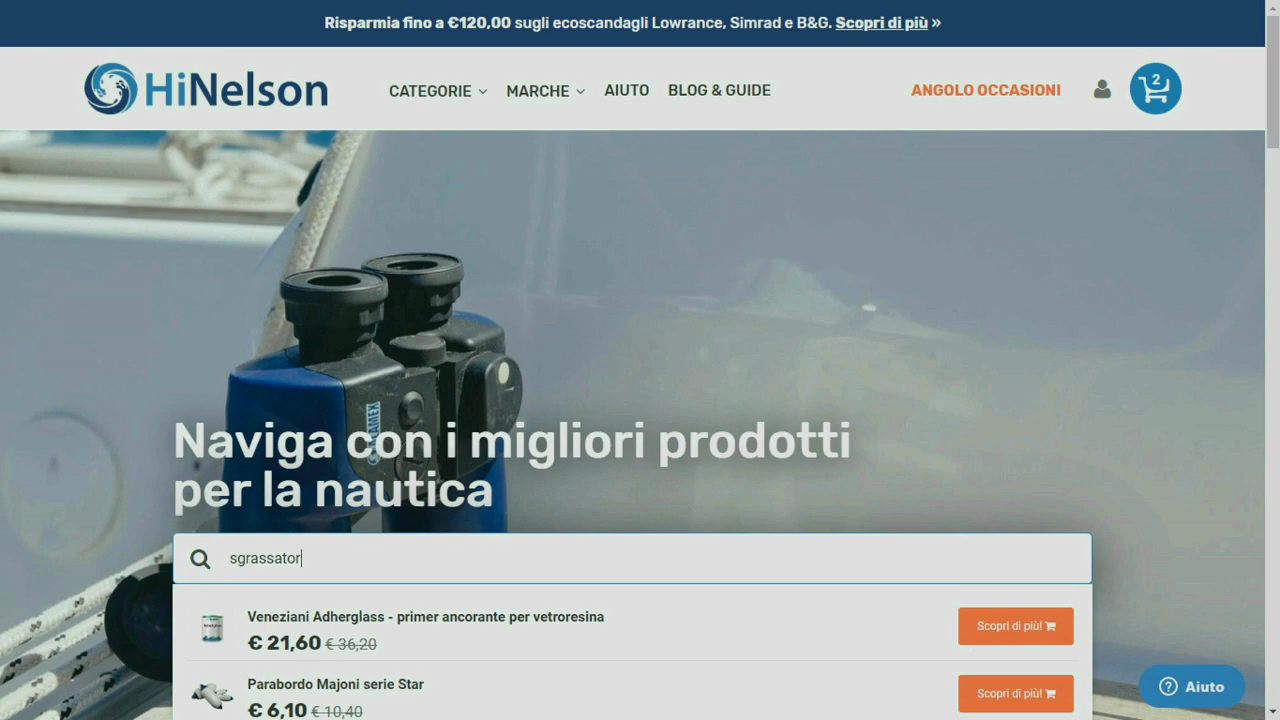 Risparmia fino a €120,00 sugli ecoscandagli Lowrance, Simrad e B&G. Scopri di più »
HiNelson
CATEGORIE
MARCHE
AIUTO
BLOG & GUIDE
ANGOLO OCCASIONI
2
Naviga con i migliori prodotti
per la nautica
sgrassator
Veneziani Adherglass - primer ancorante per vetroresina
€ 21,60 € 36,20
Scopri di più!
Parabordo Majoni serie Star
€ 6,10 € 10,40
Scopri di più!
Aiuto